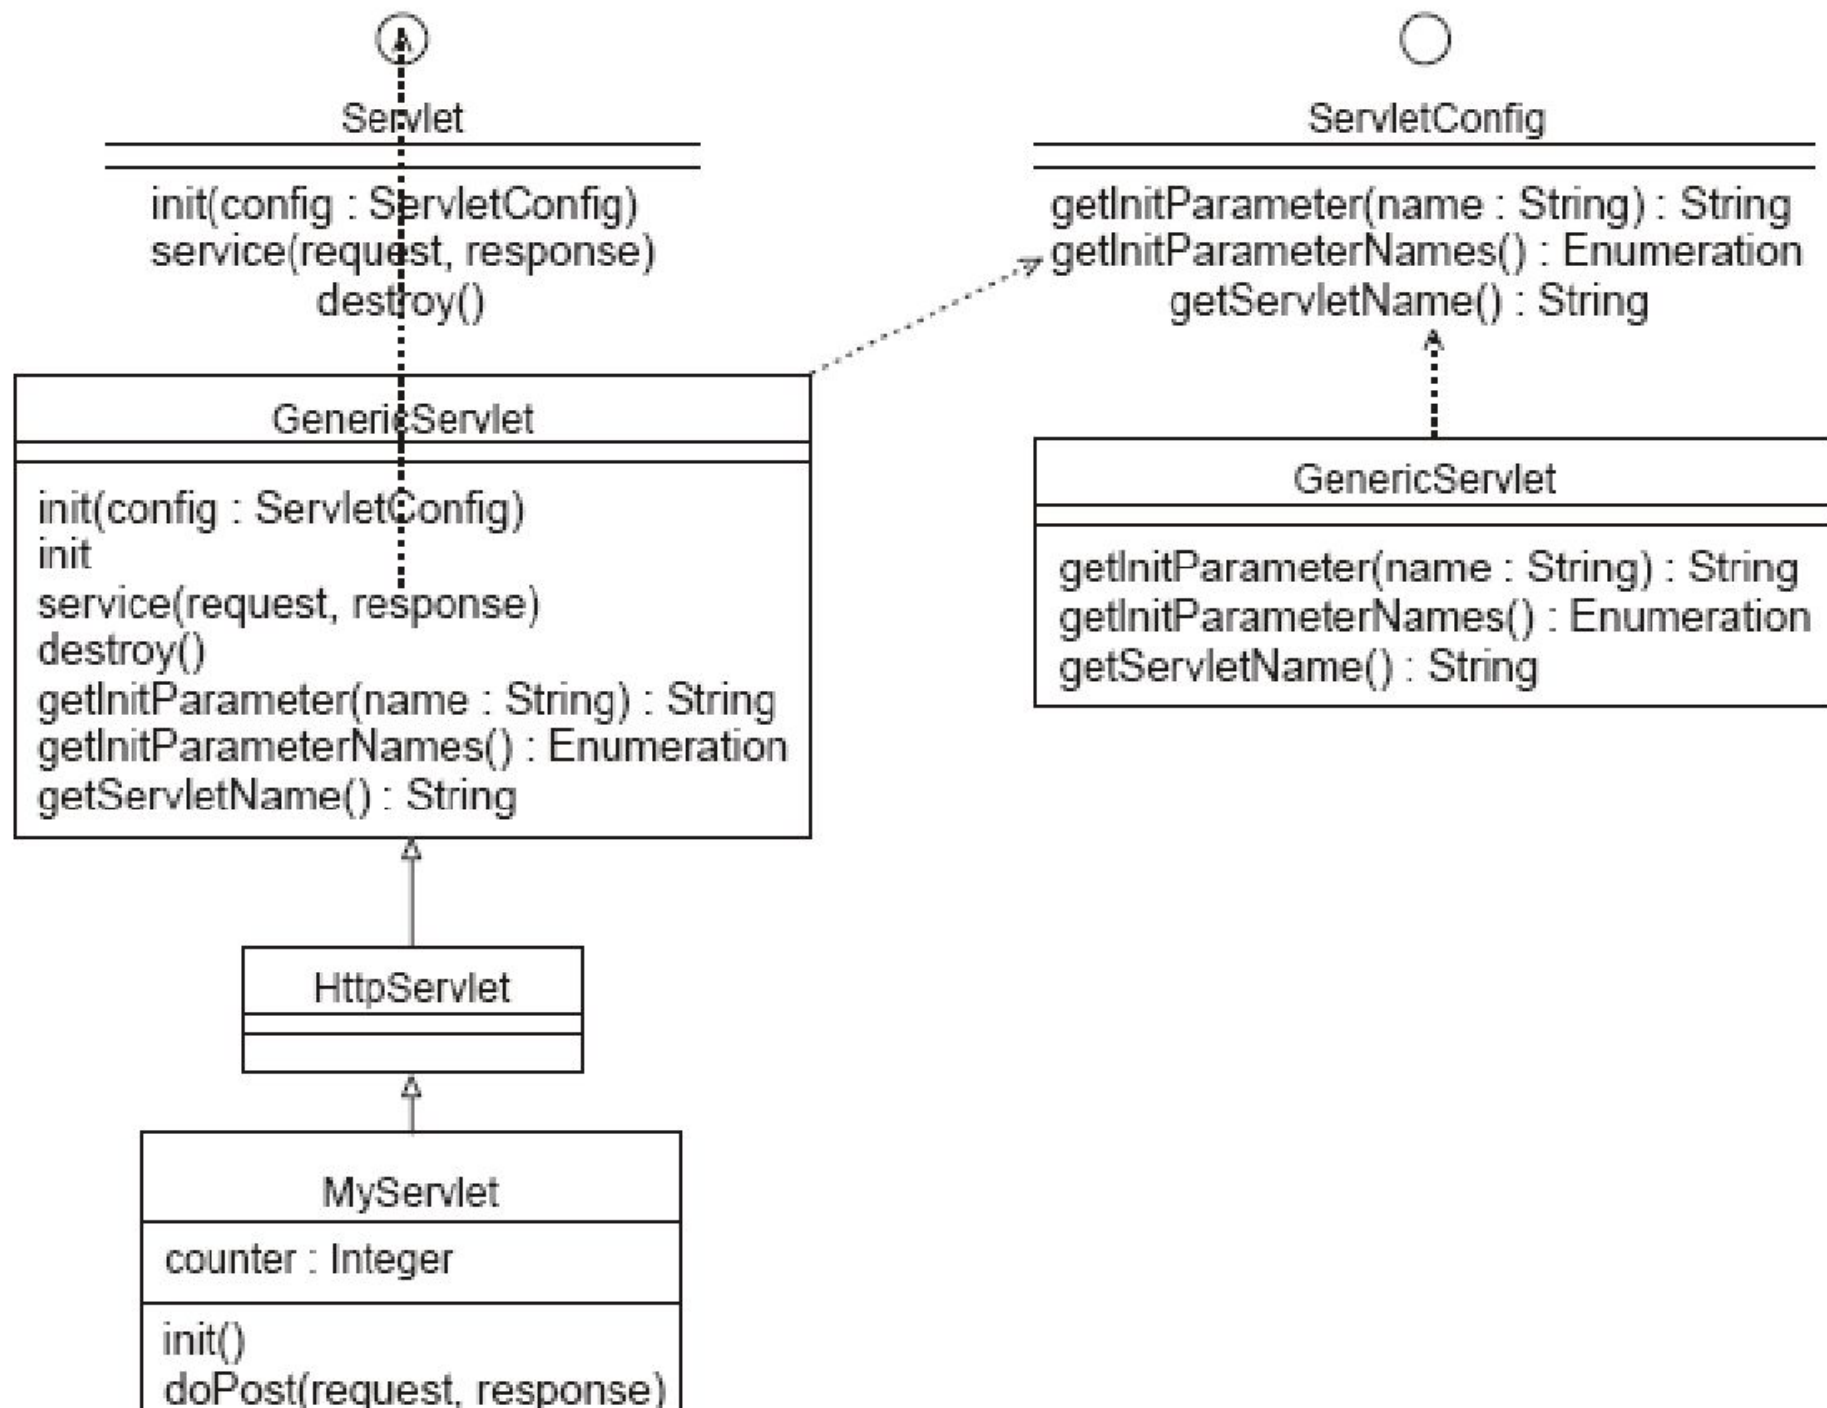 Servlet
init(config : ServletConfig)
service(request, response)
destroy()
ServletConfig
getInitParameter(name : String) : String
getInitParameterNames() : Enumeration
getServletName() : String
GenericServlet
init(config : ServletConfig)
init
service(request, response)
destroy()
getInitParameter(name : String) : String
getInitParameterNames() : Enumeration
getServletName() : String
GenericServlet
getInitParameter(name : String) : String
getInitParameterNames() : Enumeration
getServletName() : String
HttpServlet
MyServlet
counter : Integer
init()
doPost(request, response)